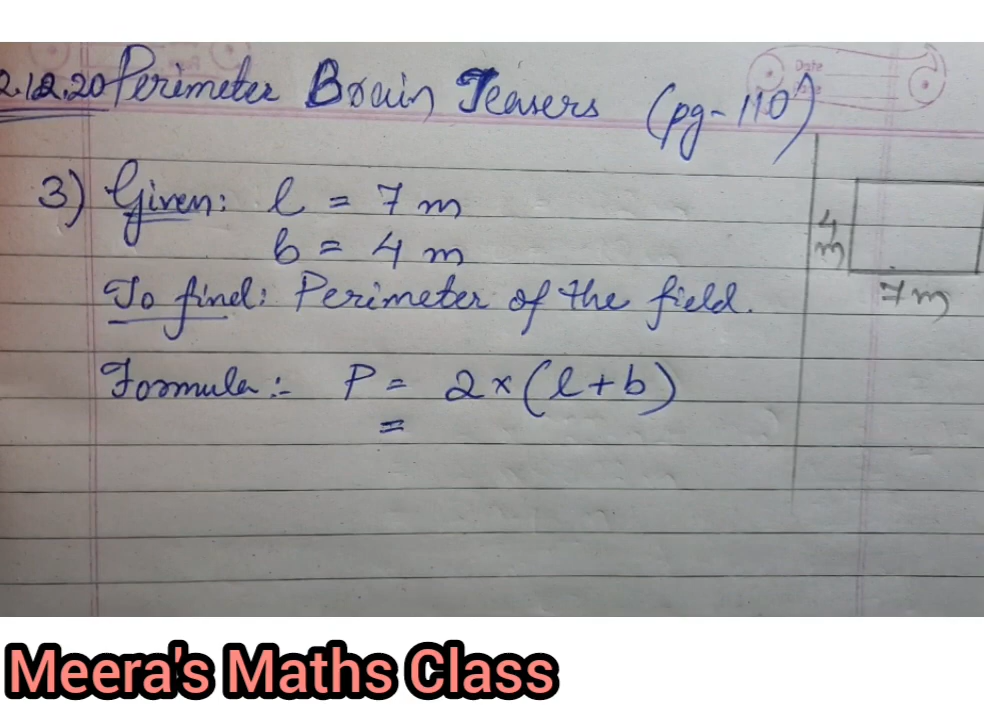 2.12.20 Perimeter Brain Teasers (pg-110)
Date
3) Given: l = 7 m
b = 4 m
4
m
To find: Perimeter of the field.
7m
Formula:- P = 2×(l+b)
=
Meera's Maths Class